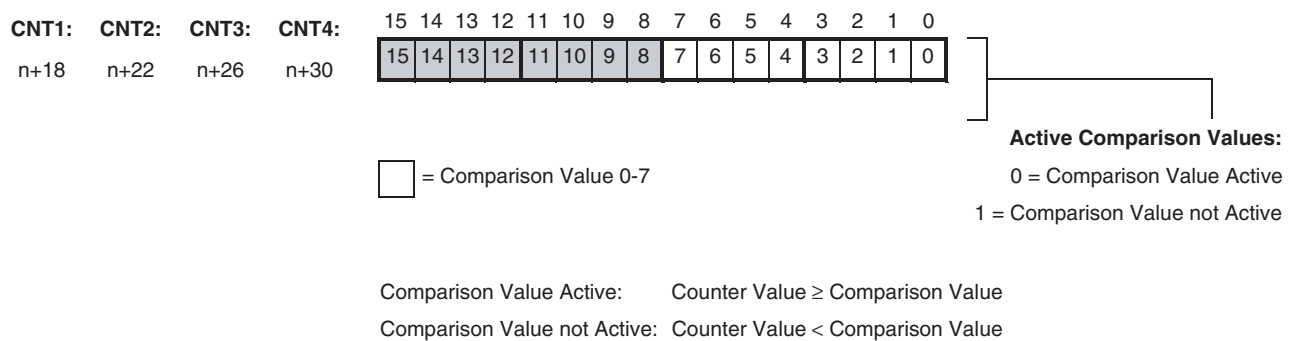 CNT1: CNT2: CNT3: CNT4: 15 14 13 12 11 10 9 8 7 6 5 4 3 2 1 0
n+18 n+22 n+26 n+30 15 14 13 12 11 10 9 8 7 6 5 4 3 2 1 0
Active Comparison Values:
= Comparison Value 0-7 0 = Comparison Value Active
1 = Comparison Value not Active
Comparison Value Active: Counter Value ≥ Comparison Value
Comparison Value not Active: Counter Value < Comparison Value